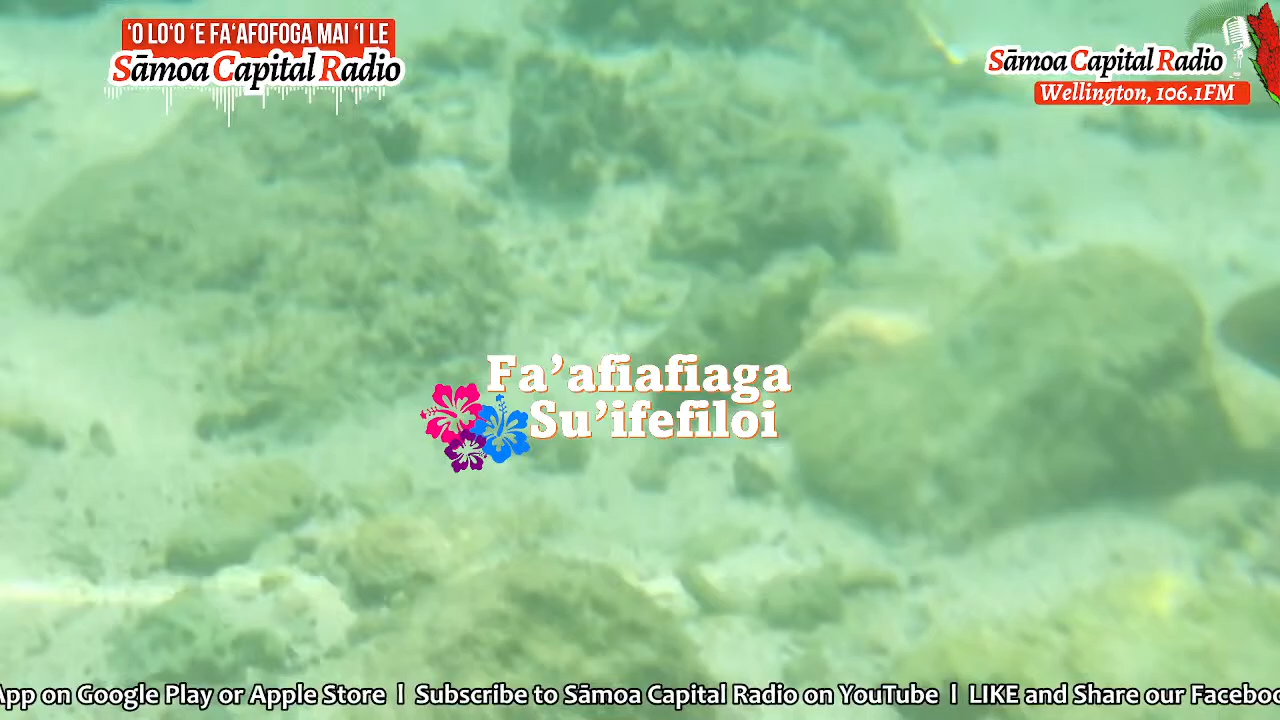 ‘O LO‘O ‘E FA‘AFOFOGA MAI ‘I LE
Sāmoa Capital Radio
Sāmoa Capital Radio
Wellington, 106.1FM
Fa’afiafiaga
Su’ifefiloi
App on Google Play or Apple Store | Subscribe to Sāmoa Capital Radio on YouTube | LIKE and Share our